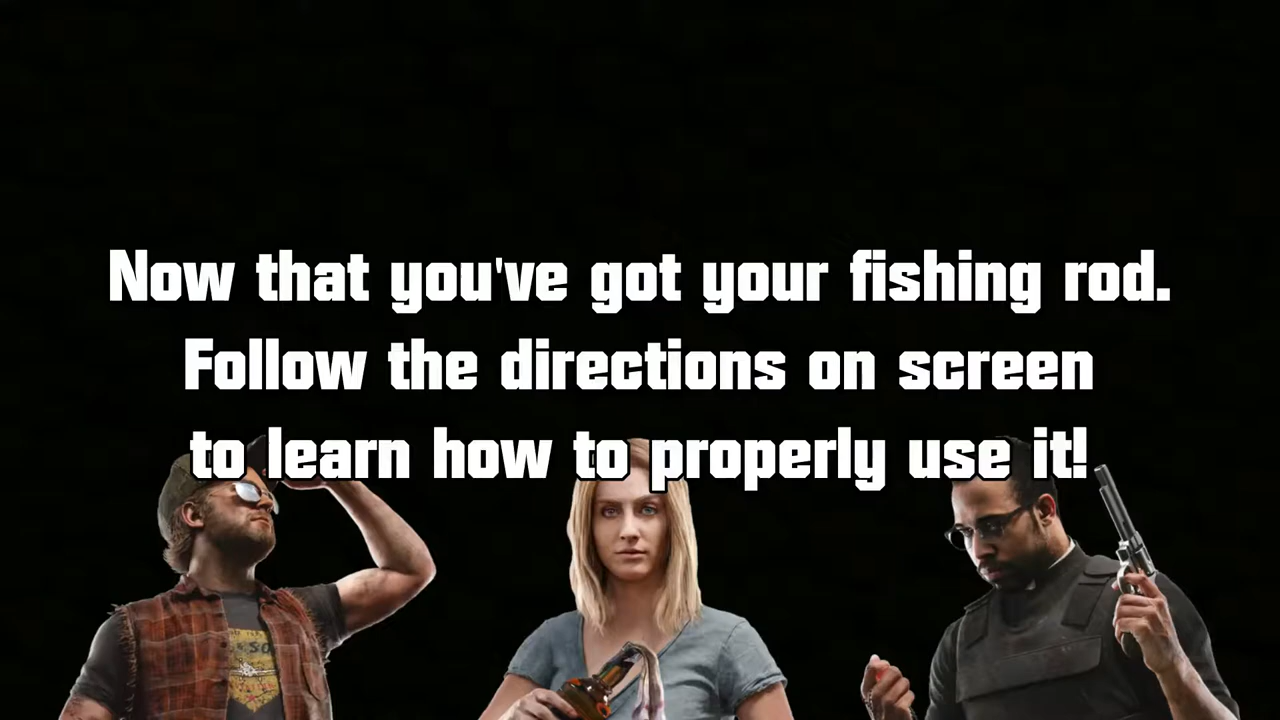 Now that you've got your fishing rod.
Follow the directions on screen
to learn how to properly use it!